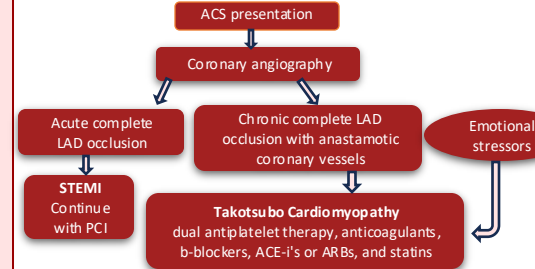 ACS presentation
Coronary angiography
Acute complete
LAD occlusion
Chronic complete LAD
occlusion with anastamotic
coronary vessels
Emotional
stressors
STEMI
Continue
with PCI
Takotsubo Cardiomyopathy
dual antiplatelet therapy, anticoagulants,
b-blockers, ACE-i's or ARBs, and statins